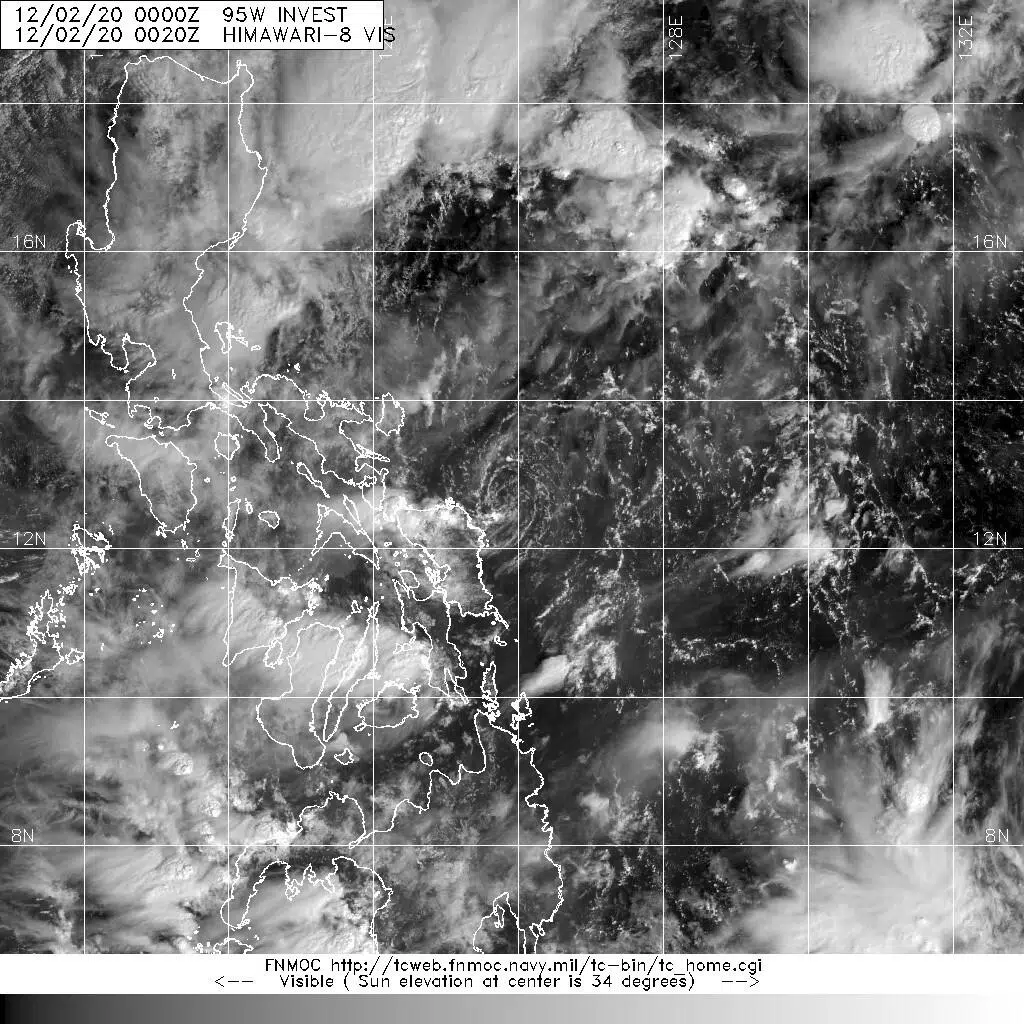 12/02/20 0000Z 95W INVEST
12/02/20 0020Z HIMAWARI-8 VIS
128E
132E
16N
16N
12N
12N
8N
8N
FNMOC http://tcweb.fnmoc.navy.mil/tc-bin/tc_home.cgi
<-- Visible ( Sun elevation at center is 34 degrees) -->